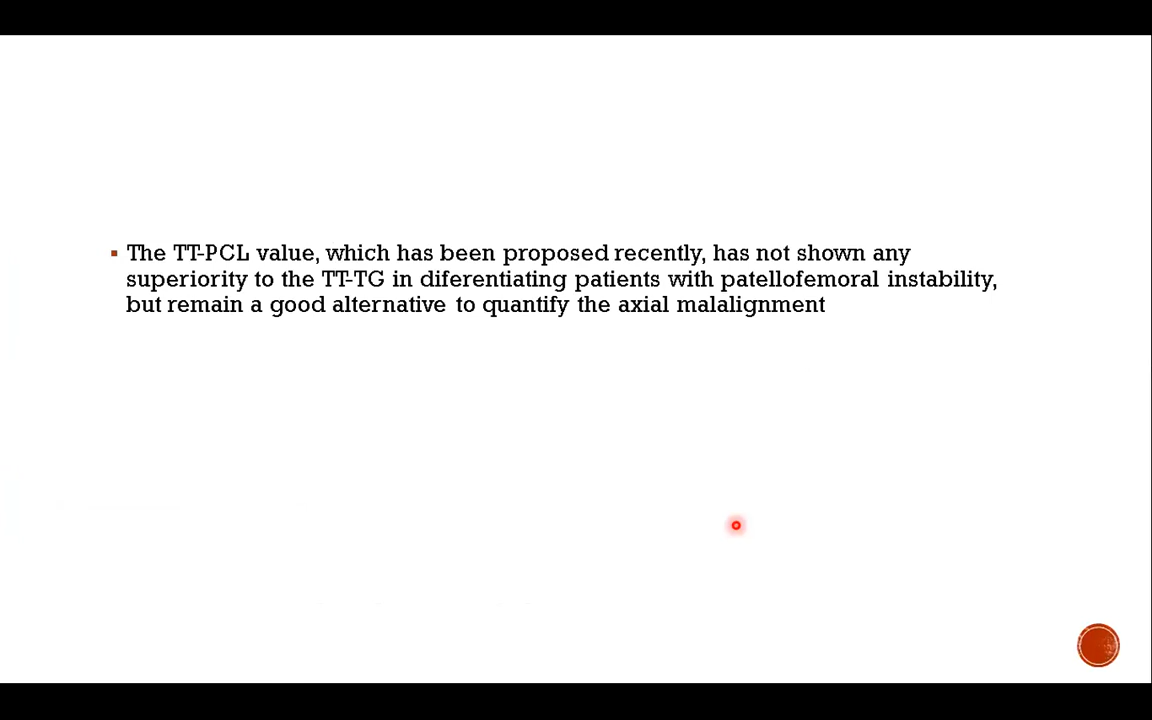 The TT-PCL value, which has been proposed recently, has not shown any
superiority to the TT-TG in diferentiating patients with patellofemoral instability,
but remain a good alternative to quantify the axial malalignment